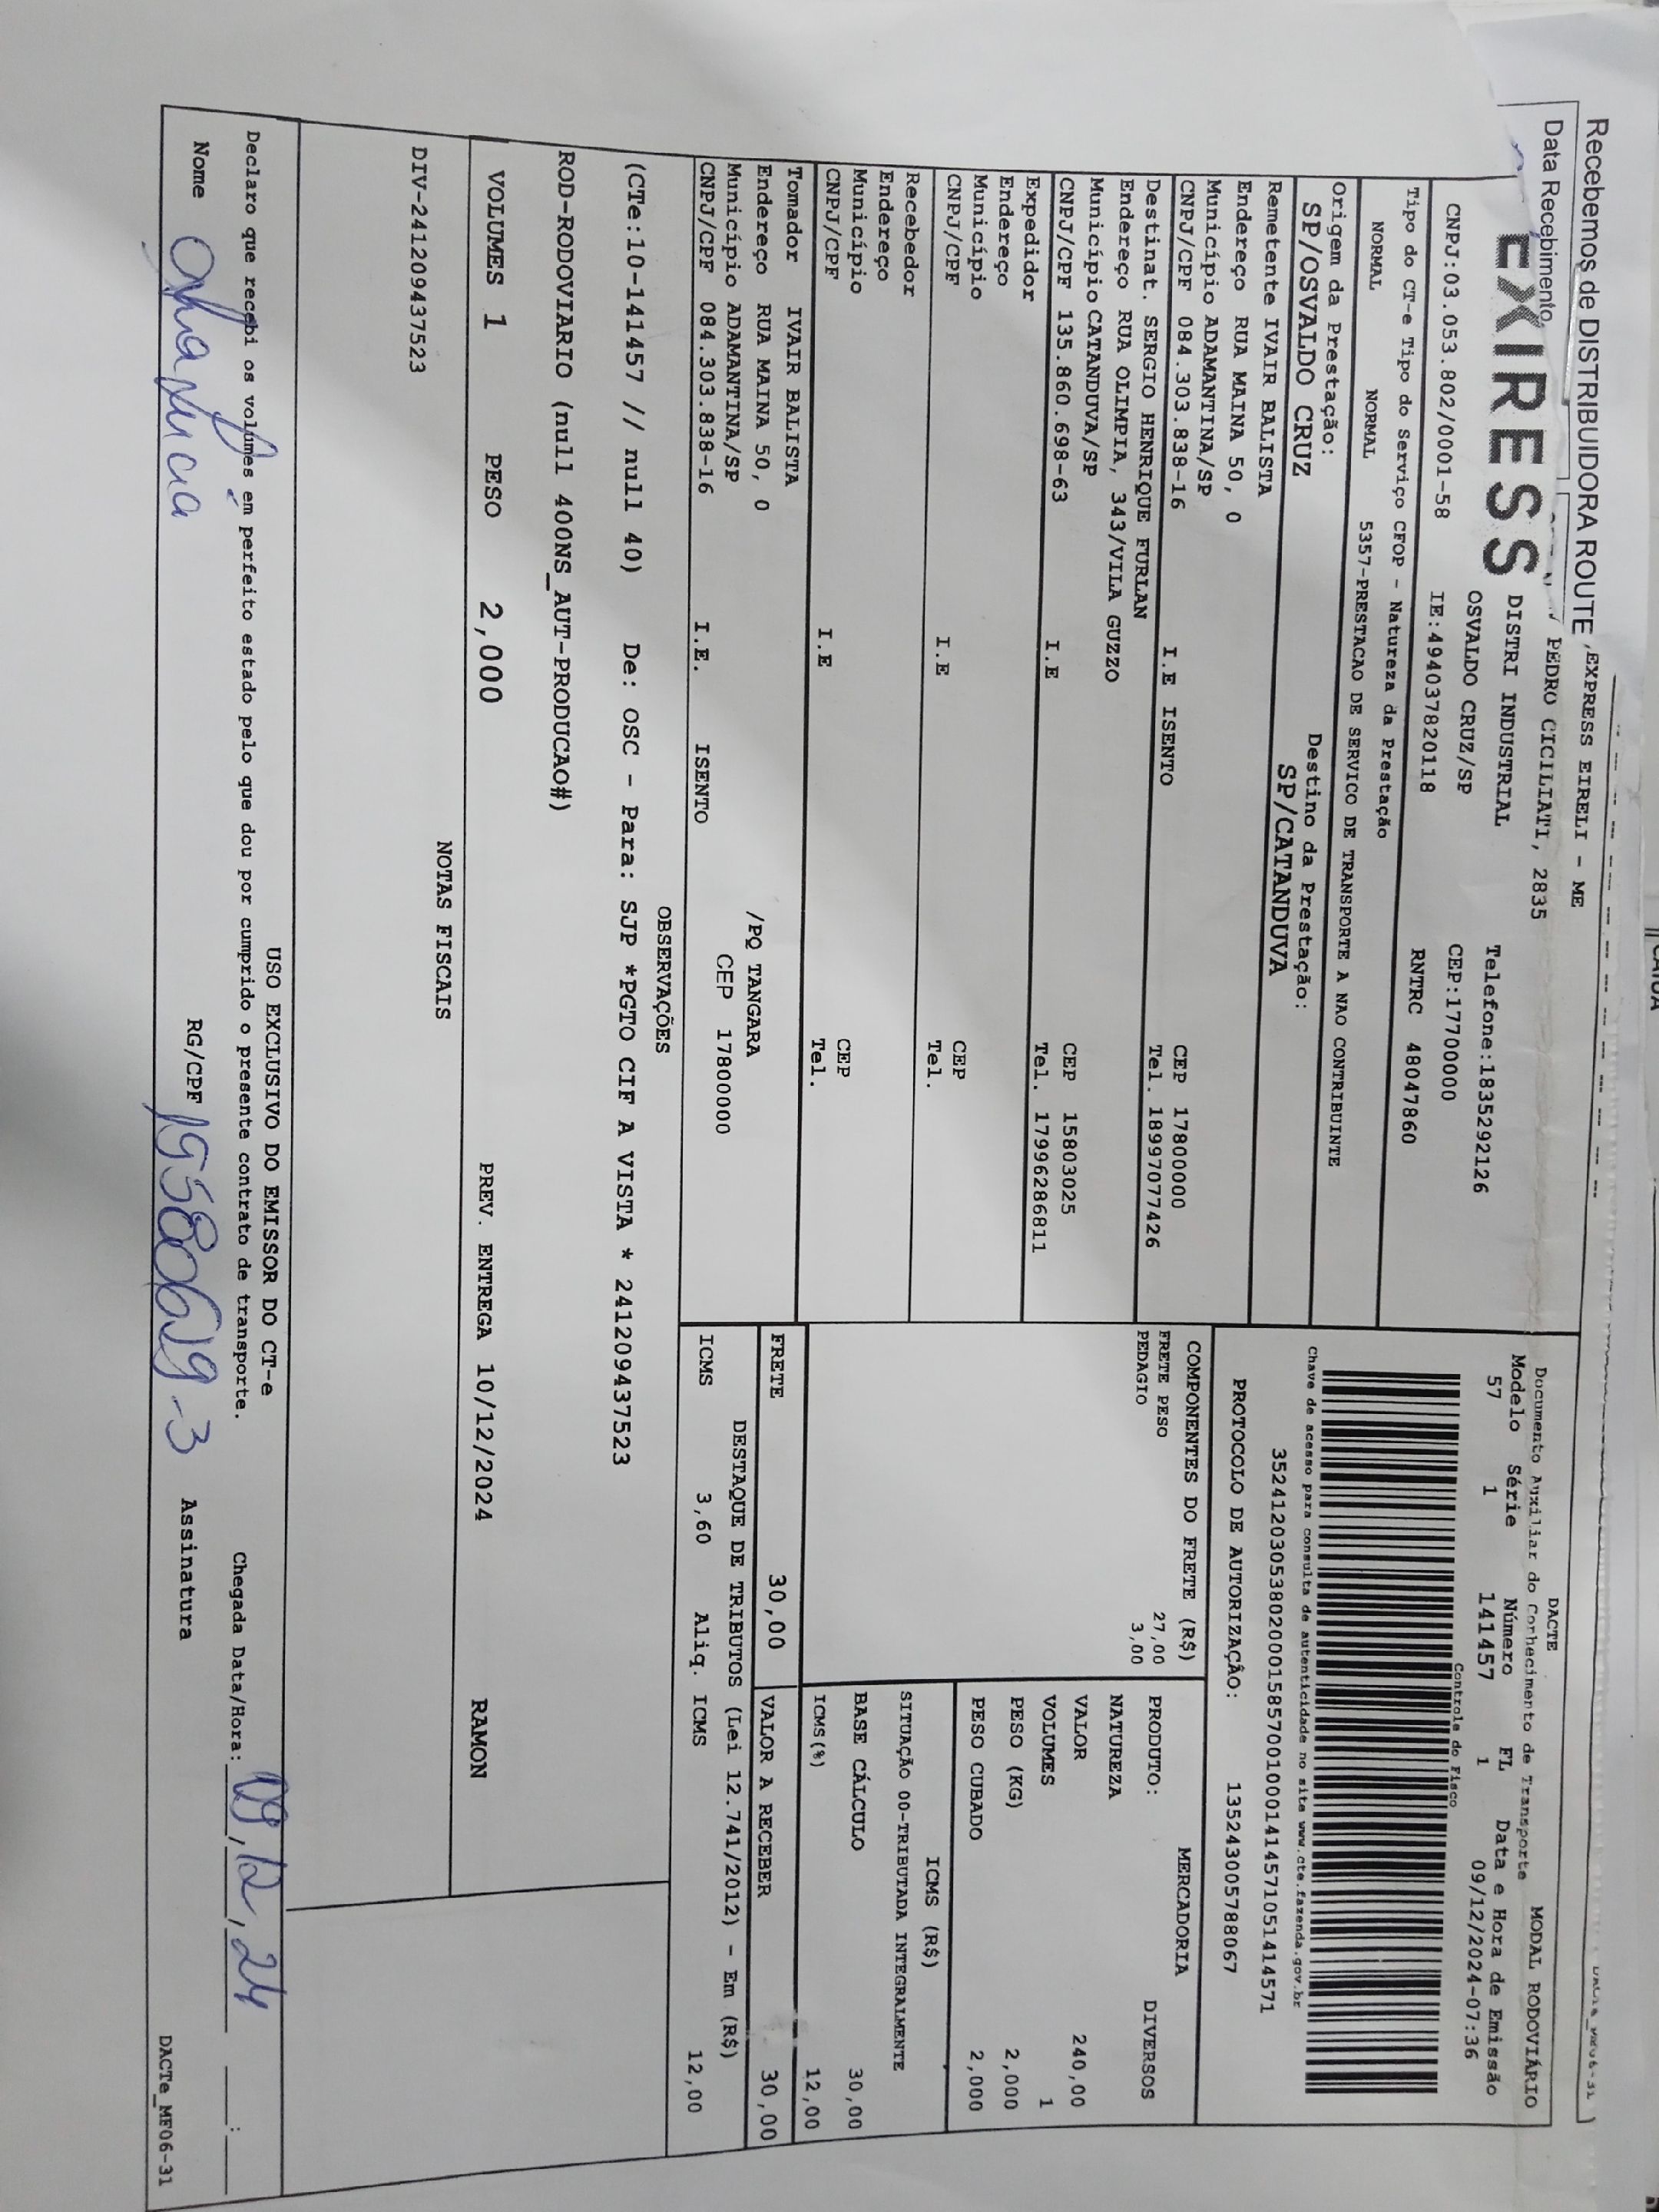 Recebemos de DISTRIBUIDORA ROUTE EXPRESS EIRELI - ME
Data Recebimento
PEDRO CICILIATI, 2835
DISTRI INDUSTRIAL Telefone:1835292126
OSVALDO CRUZ/SP CEP:17700000
CNPJ:03.053.802/0001-58 IE:494037820118 RNTRC 48047860
Tipo do CT-e Tipo do Serviço CFOP - Natureza da Prestação
NORMAL NORMAL 5357-PRESTACAO DE SERVICO DE TRANSPORTE A NAO CONTRIBUINTE
Origem da Prestação: Destino da Prestação:
SP/OSVALDO CRUZ SP/CATANDUVA
DACTE
Documento Auxiliar do Conhecimento de Transporte MODAL RODOVIÁRIO
Modelo Série Número FL Data e Hora de Emissão
57 1 141457 1 09/12/2024-07:36
Controle do Fisco
Chave de acesso para consulta de autenticidade no site www.cte.fazenda.gov.br
35241203053802000158570010001414571051414571
PROTOCOLO DE AUTORIZAÇÃO: 135243005788067
Remetente IVAIR BALISTA
Endereço RUA MAINA 50, 0
Município ADAMANTINA/SP CEP 17800000
CNPJ/CPF 084.303.838-16 I.E ISENTO Tel. 18997077426
Destinat. SERGIO HENRIQUE FURLAN
Endereço RUA OLIMPIA, 343/VILA GUZZO
Município CATANDUVA/SP CEP 15803025
CNPJ/CPF 135.860.698-63 I.E Tel. 17996286811
Expedidor
Endereço
Município CEP
CNPJ/CPF I.E Tel.
Recebedor
Endereço
Município CEP
CNPJ/CPF I.E Tel.
Tomador IVAIR BALISTA
Endereço RUA MAINA 50, 0 /PQ TANGARA
Município ADAMANTINA/SP CEP 17800000
CNPJ/CPF 084.303.838-16 I.E. ISENTO
COMPONENTES DO FRETE (R$)
FRETE PESO 27,00
PEDAGIO 3,00
MERCADORIA
PRODUTO: DIVERSOS
NATUREZA
VALOR 240,00
VOLUMES 1
PESO (KG) 2,000
PESO CUBADO 2,000
ICMS (R$)
SITUAÇÃO 00-TRIBUTADA INTEGRALMENTE
BASE CÁLCULO 30,00
ICMS(%) 12,00
FRETE 30,00 VALOR A RECEBER 30,00
DESTAQUE DE TRIBUTOS (Lei 12.741/2012) - Em (R$)
ICMS 3,60 Aliq. ICMS 12,00
OBSERVAÇÕES
(CTe:10-141457 // null 40) De: OSC - Para: SJP *PGTO CIF A VISTA * 241209437523
ROD-RODOVIARIO (null 400NS_AUT-PRODUCAO#)
VOLUMES 1 PESO 2,000 PREV. ENTREGA 10/12/2024 RAMON
NOTAS FISCAIS
DIV-241209437523
USO EXCLUSIVO DO EMISSOR DO CT-e
Declaro que recebi os volumes em perfeito estado pelo que dou por cumprido o presente contrato de transporte. Chegada Data/Hora: 09,12,24 :
Nome RG/CPF 19580629-3 Assinatura
DACTe_MF06-31